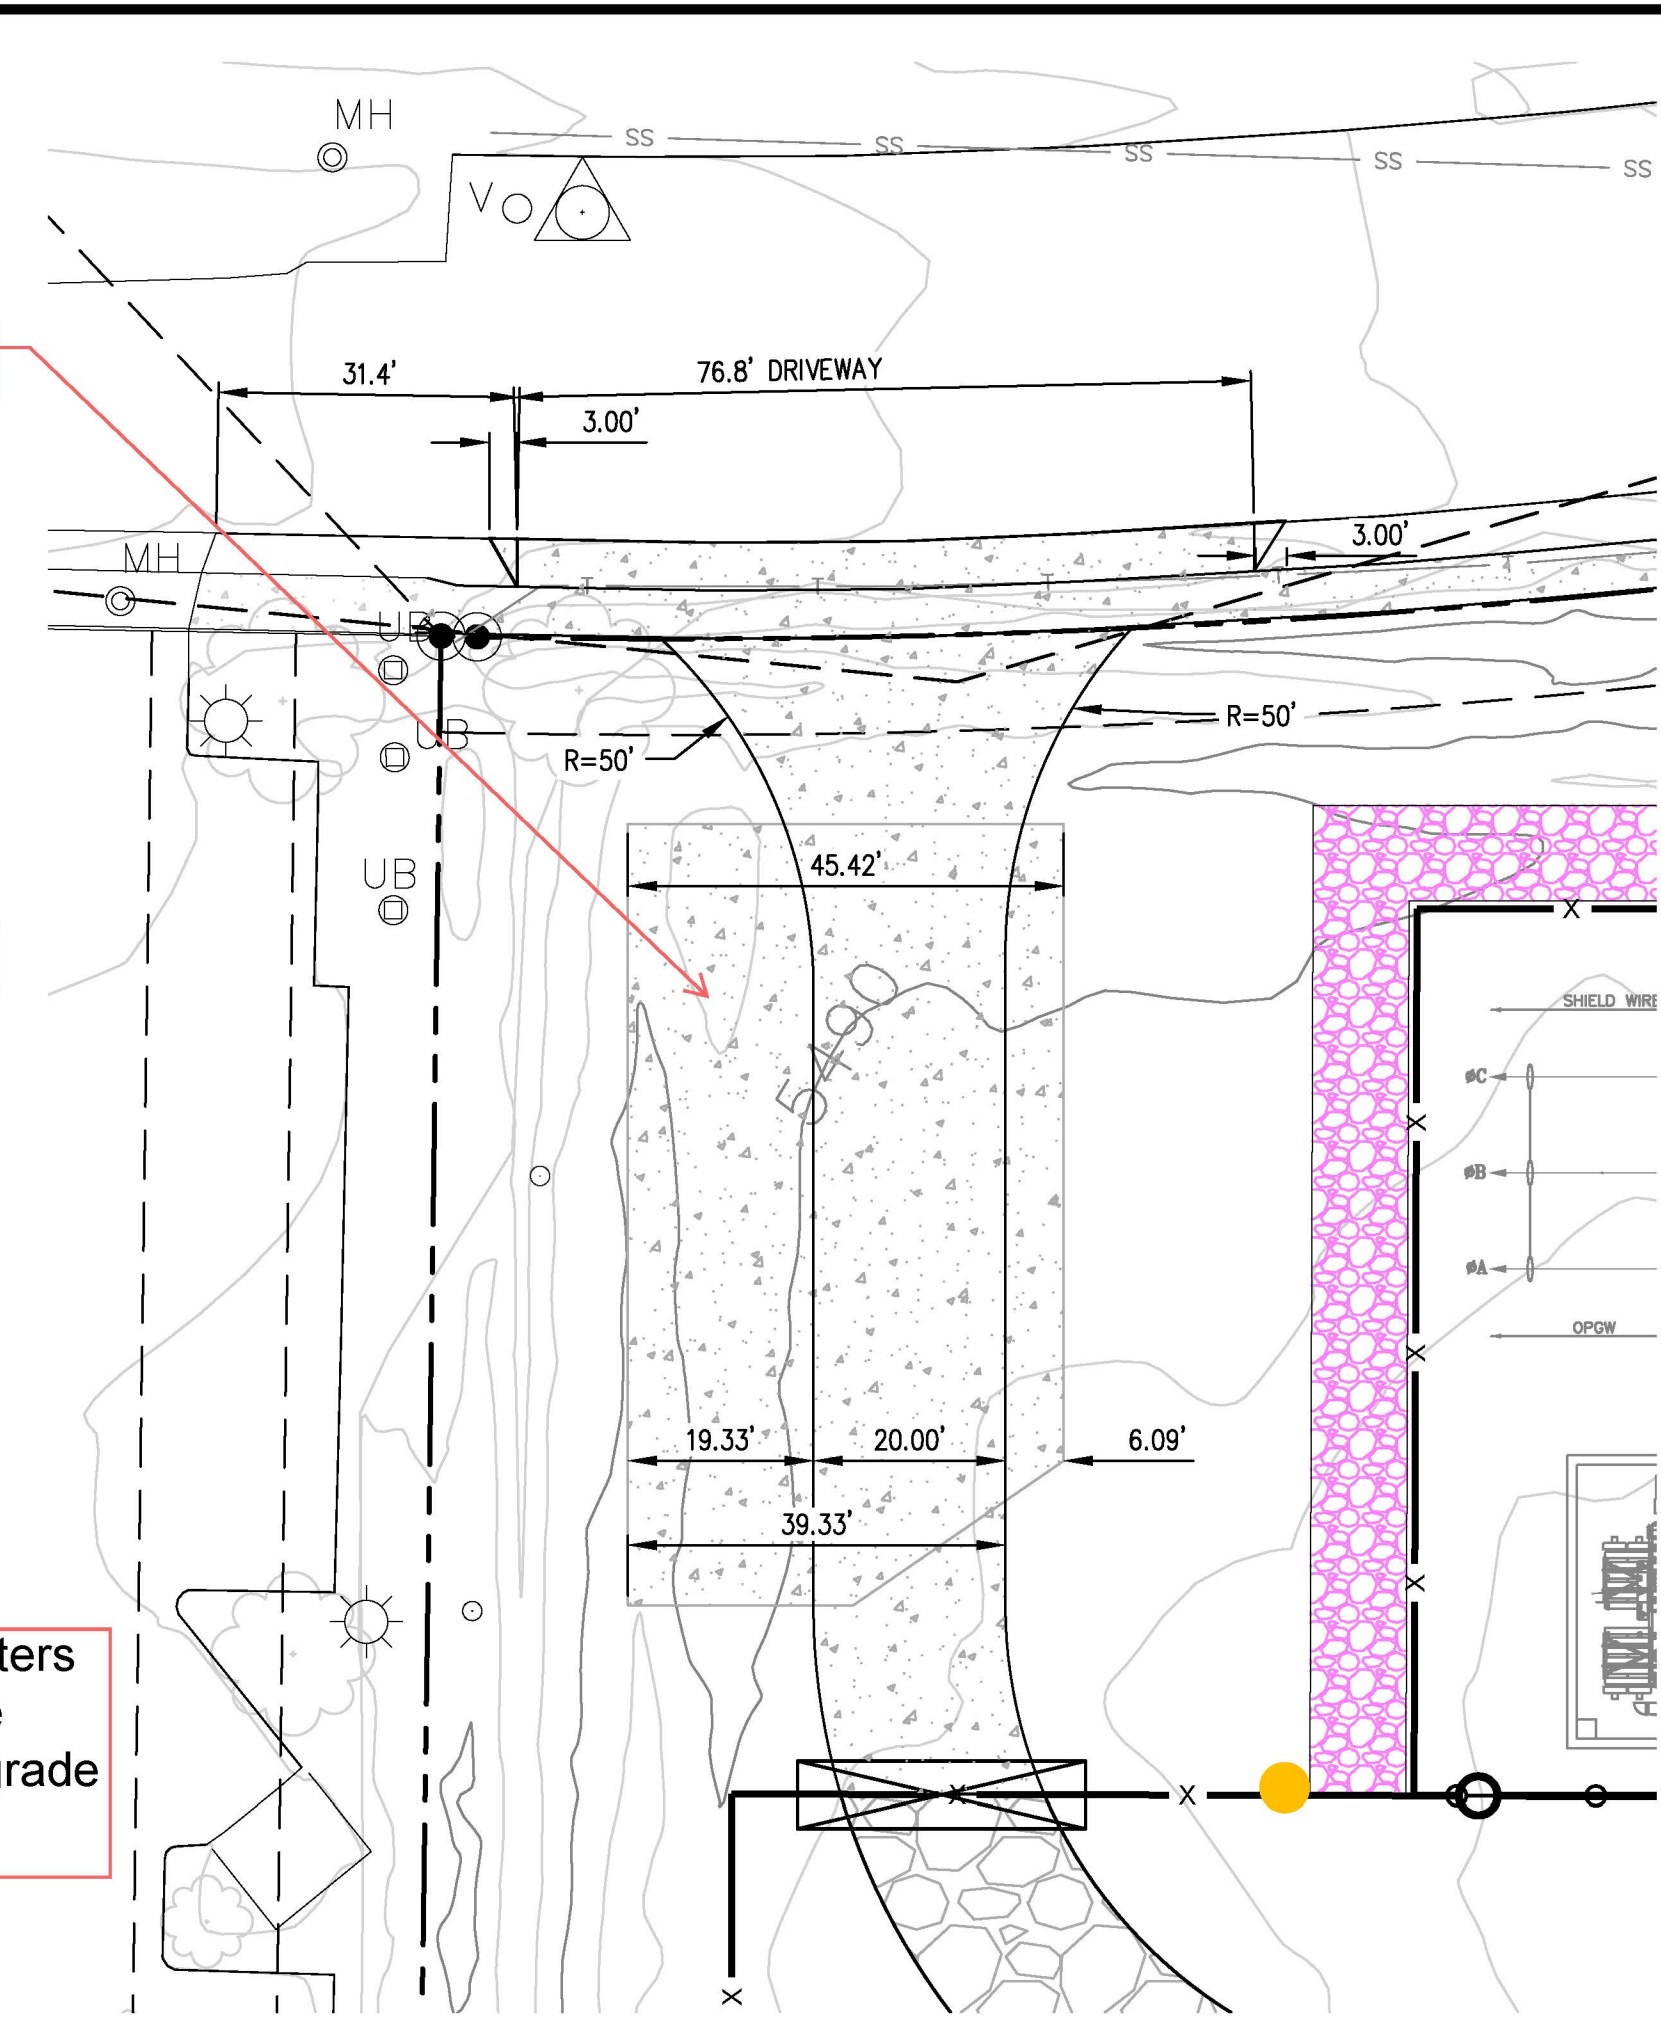 MH
SS SS SS SS SS
V
31.4'
76.8' DRIVEWAY
3.00'
3.00'
MH
T T T T
UB
UB
R=50'
R=50'
UB
45.42'
5430
X
SHIELD WIRE
øC
X
øB
øA
OPGW
X
19.33'
20.00'
6.09'
39.33'
X
ters
e
grade
X
X
X